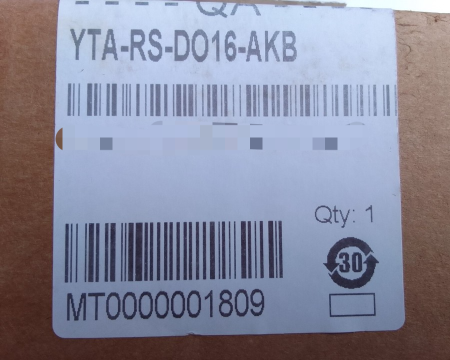 YTA-RS-DO16-AKB
Qty: 1
30
MT0000001809